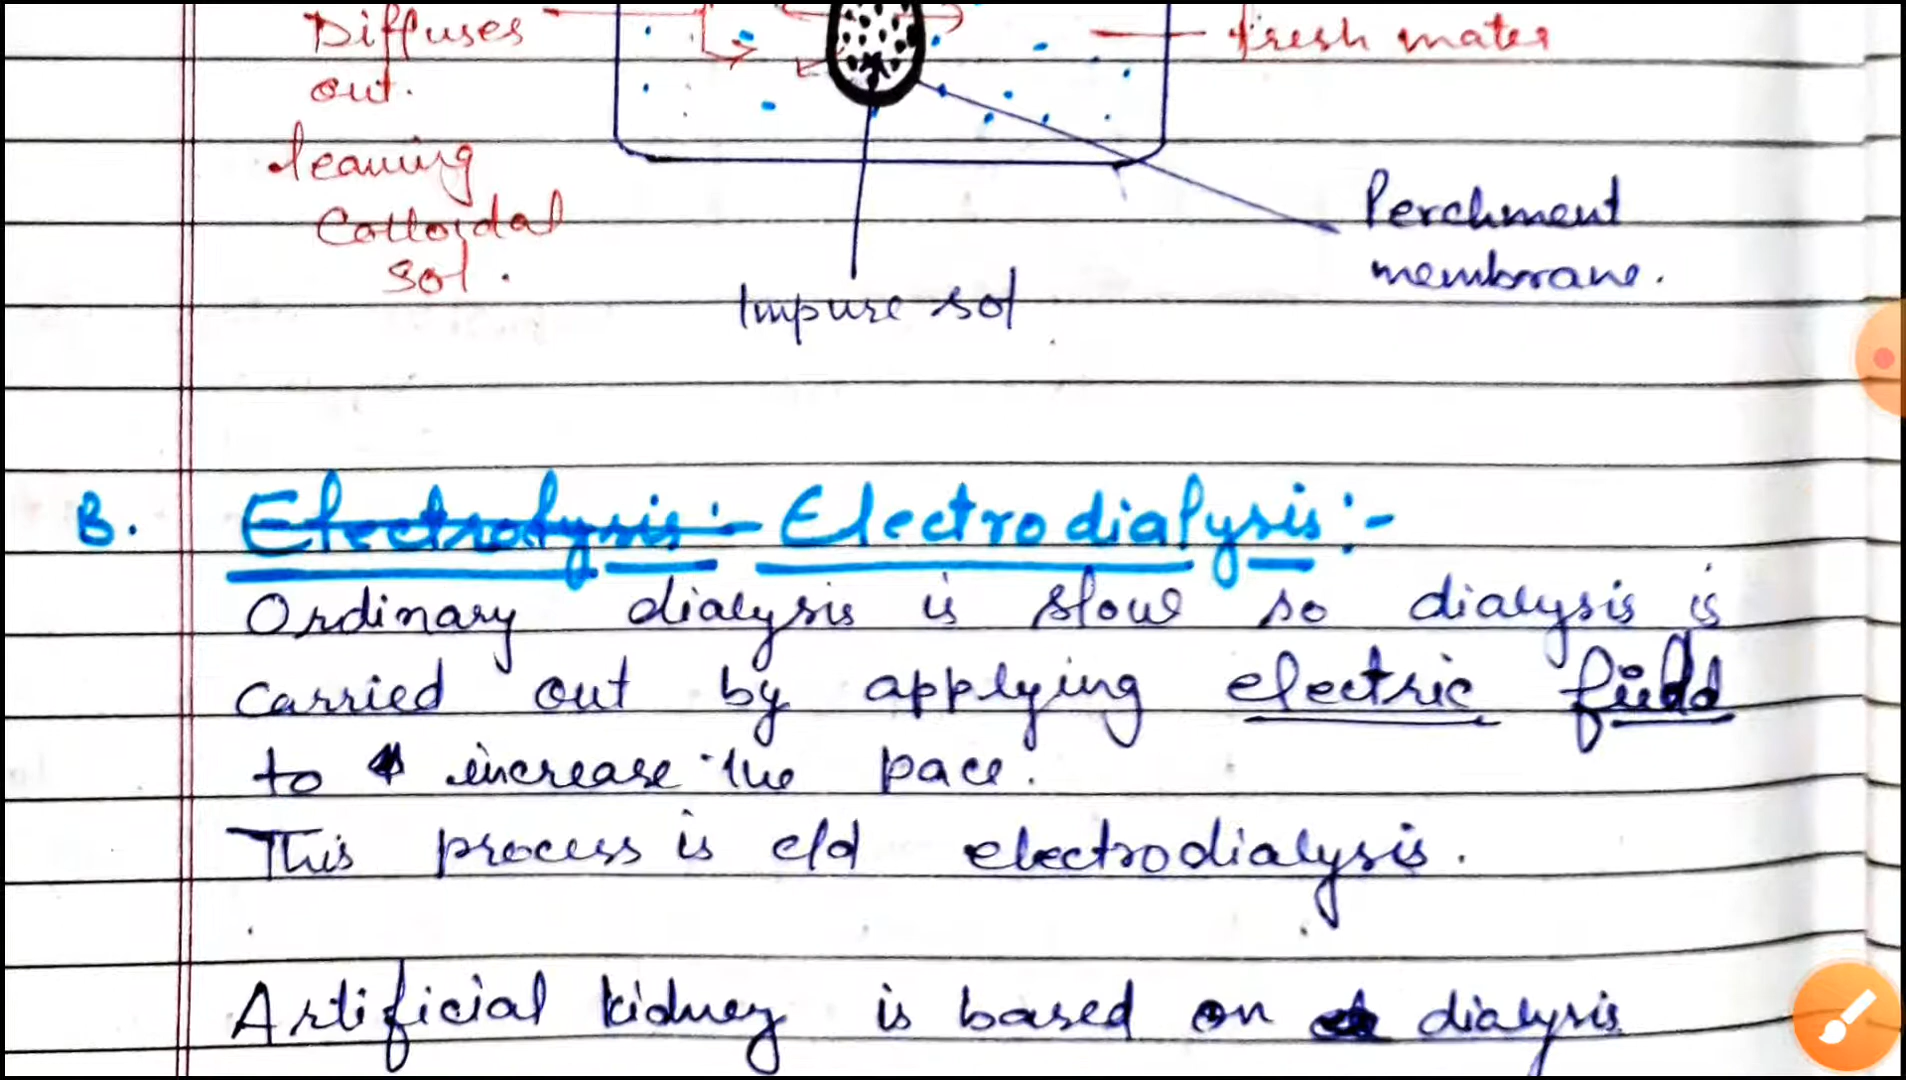 Diffuses
out.
leaving
Colloidal
sol.
fresh water
Perchment
membrane.
Impure sol
B. Electrolysis:- Electrodialysis:-
Ordinary dialysis is slow so dialysis is
carried out by applying electric field
to increase the pace.
This process is c/d electrodialysis.
Artificial kidney is based on dialysis